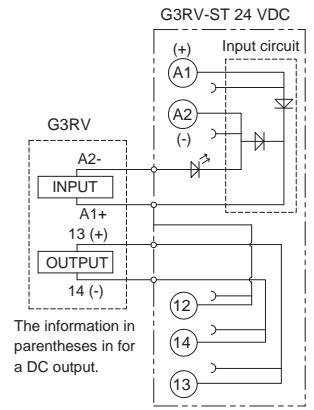 G3RV-ST 24 VDC
(+)
Input circuit
A1
A2
(-)
G3RV
A2-
INPUT
A1+
13 (+)
OUTPUT
14 (-)
12
14
13
The information in
parentheses in for
a DC output.